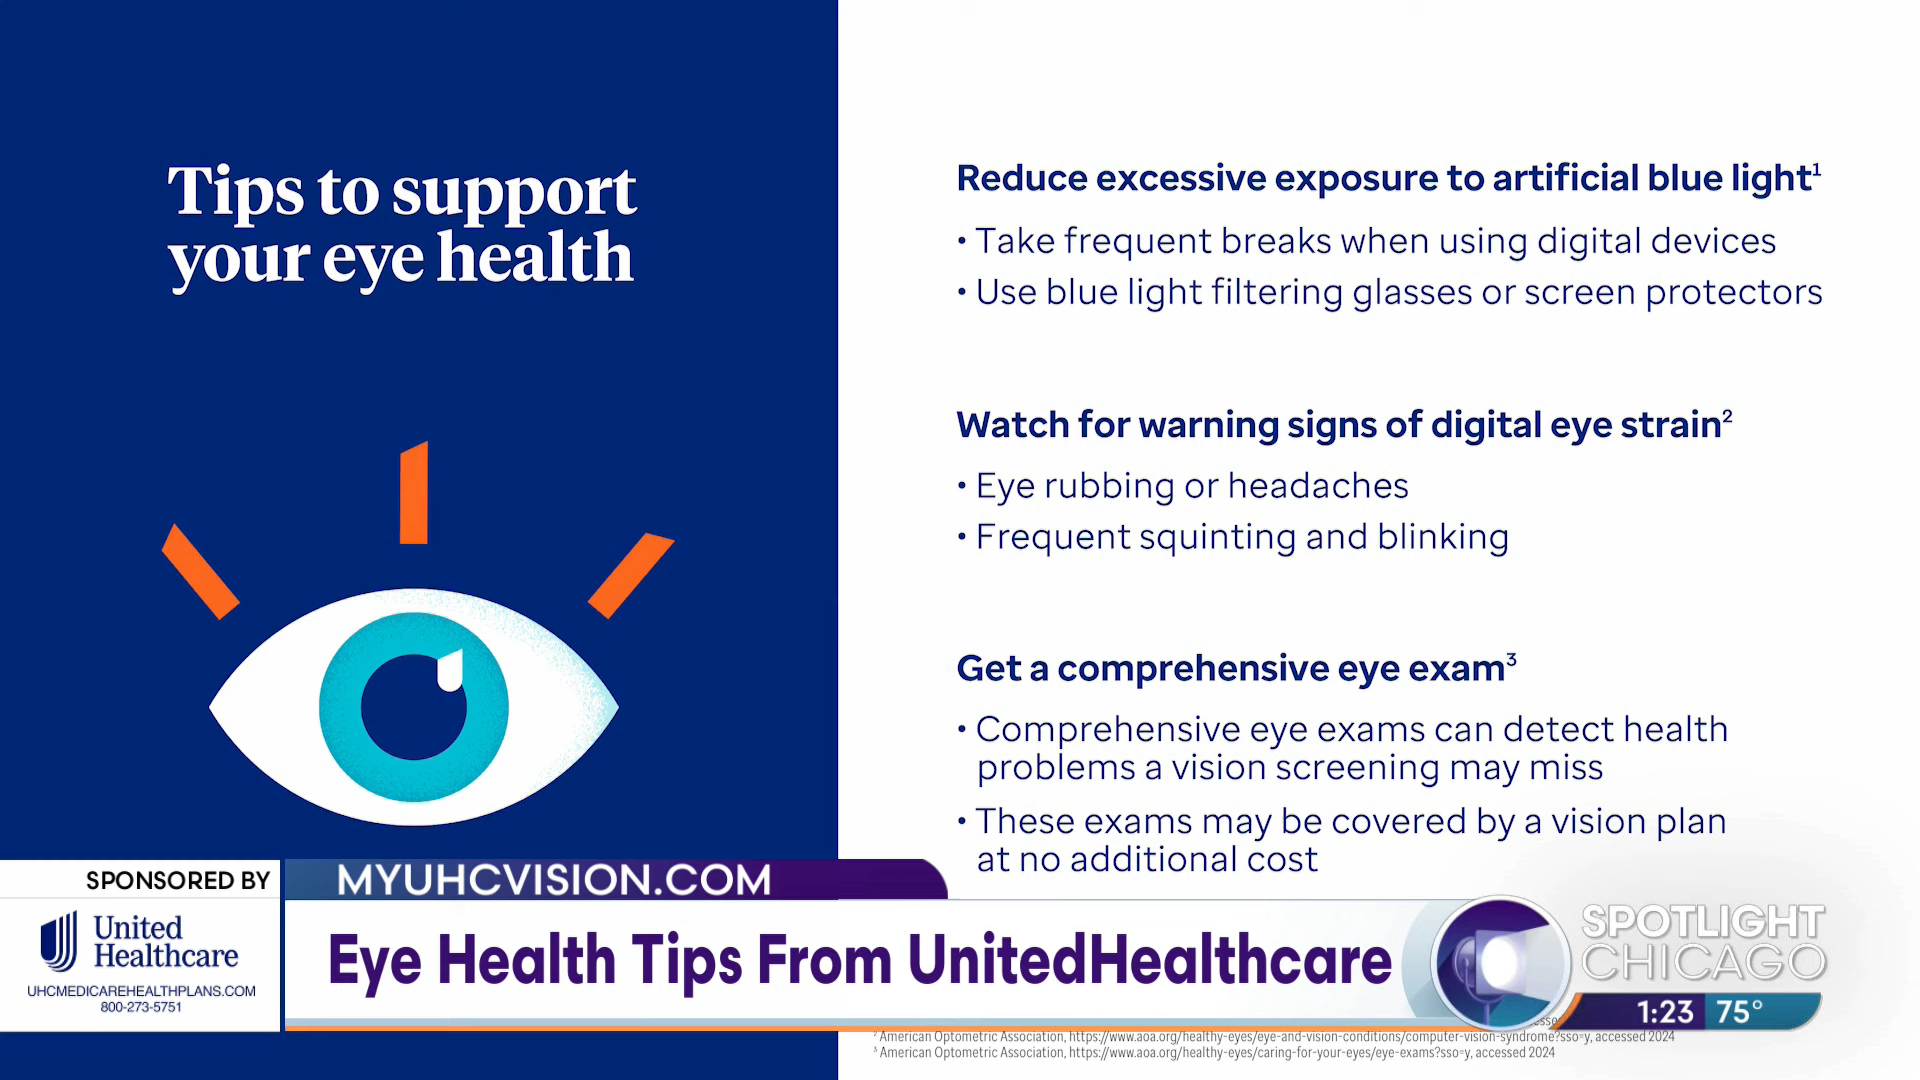 Tips to support
your eye health
Reduce excessive exposure to artificial blue light¹
• Take frequent breaks when using digital devices
• Use blue light filtering glasses or screen protectors
Watch for warning signs of digital eye strain²
• Eye rubbing or headaches
• Frequent squinting and blinking
Get a comprehensive eye exam³
• Comprehensive eye exams can detect health
problems a vision screening may miss
• These exams may be covered by a vision plan
at no additional cost
SPONSORED BY
United
Healthcare
UHCMEDICAREHEALTHPLANS.COM
800-273-5751
MYUHCVISION.COM
Eye Health Tips From UnitedHealthcare
SPOTLIGHT
CHICAGO
1:23 75°
² American Optometric Association, https://www.aoa.org/healthy-eyes/eye-and-vision-conditions/computer-vision-syndrome?sso=y, accessed 2024
³ American Optometric Association, https://www.aoa.org/healthy-eyes/caring-for-your-eyes/eye-exams?sso=y, accessed 2024